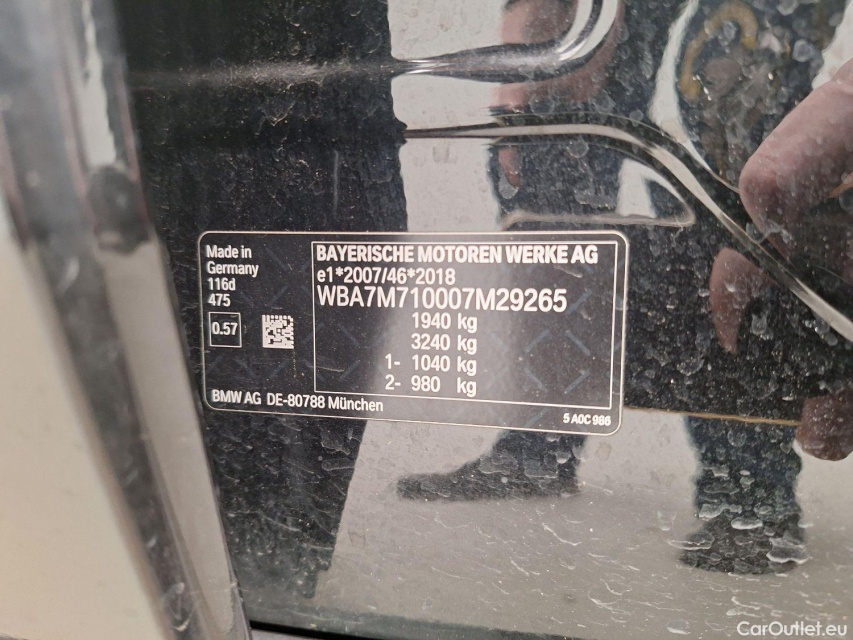 Made in
Germany
116d
475
0.57
BAYERISCHE MOTOREN WERKE AG
e1*2007/46*2018
WBA7M710007M29265
1940 kg
3240 kg
1- 1040 kg
2- 980 kg
BMW AG DE-80788 München
5 A0C 986
CarOutlet.eu